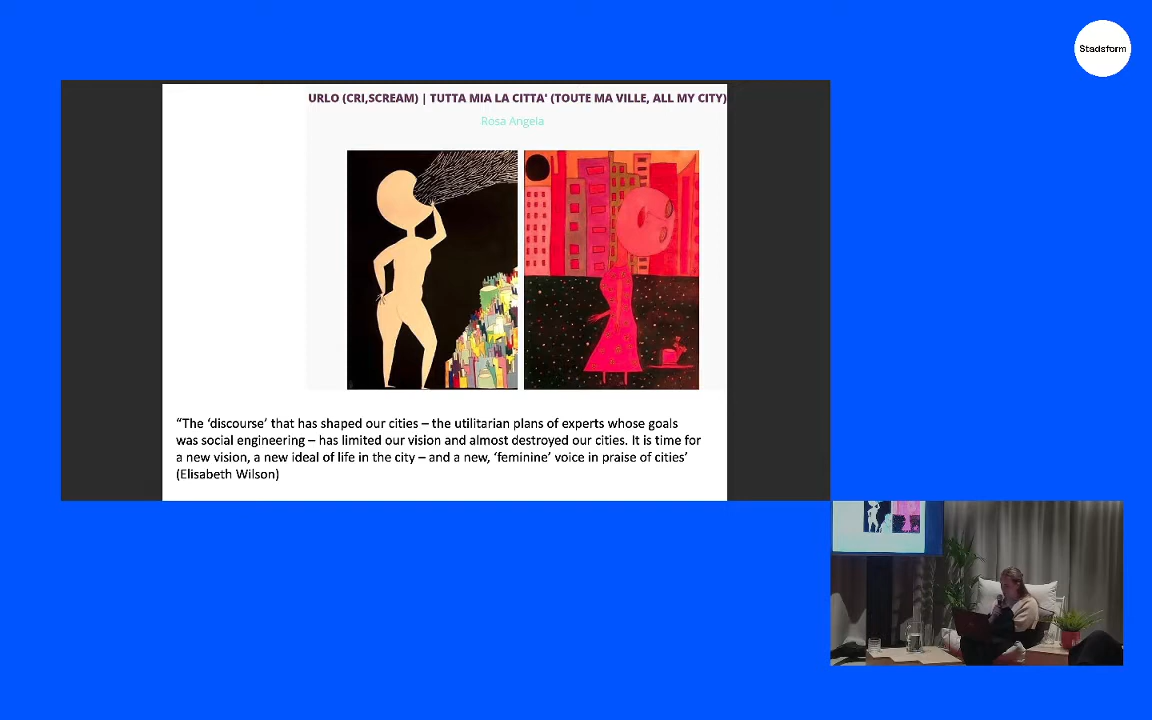 Stadsform
URLO (CRI,SCREAM) | TUTTA MIA LA CITTA' (TOUTE MA VILLE, ALL MY CITY)
Rosa Angela
“The ‘discourse’ that has shaped our cities – the utilitarian plans of experts whose goals
was social engineering – has limited our vision and almost destroyed our cities. It is time for
a new vision, a new ideal of life in the city – and a new, ‘feminine’ voice in praise of cities’
(Elisabeth Wilson)